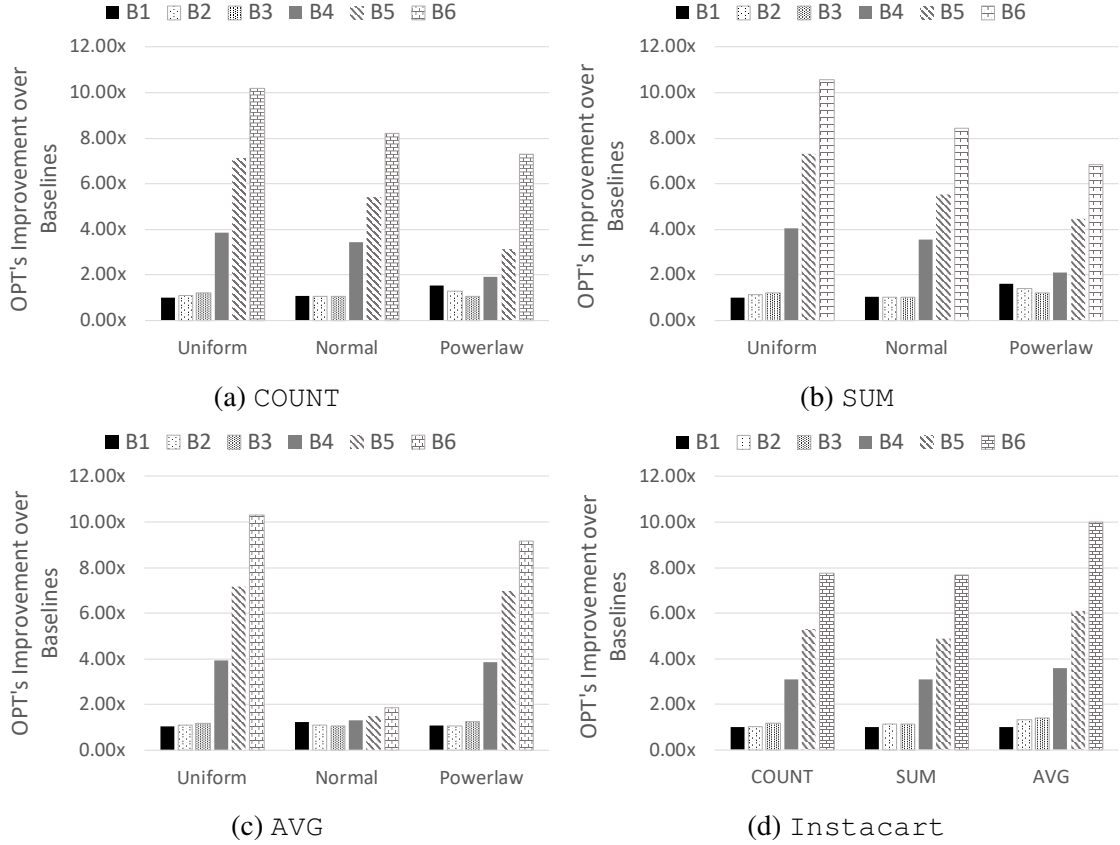 B1 B2 B3 B4 B5 B6
OPT's Improvement over
Baselines
12.00x
10.00x
8.00x
6.00x
4.00x
2.00x
0.00x
Uniform Normal Powerlaw
(a) COUNT
B1 B2 B3 B4 B5 B6
OPT's Improvement over
Baselines
12.00x
10.00x
8.00x
6.00x
4.00x
2.00x
0.00x
Uniform Normal Powerlaw
(b) SUM
B1 B2 B3 B4 B5 B6
OPT's Improvement over
Baselines
12.00x
10.00x
8.00x
6.00x
4.00x
2.00x
0.00x
Uniform Normal Powerlaw
(c) AVG
B1 B2 B3 B4 B5 B6
OPT's Improvement over
Baselines
12.00x
10.00x
8.00x
6.00x
4.00x
2.00x
0.00x
COUNT SUM AVG
(d) Instacart